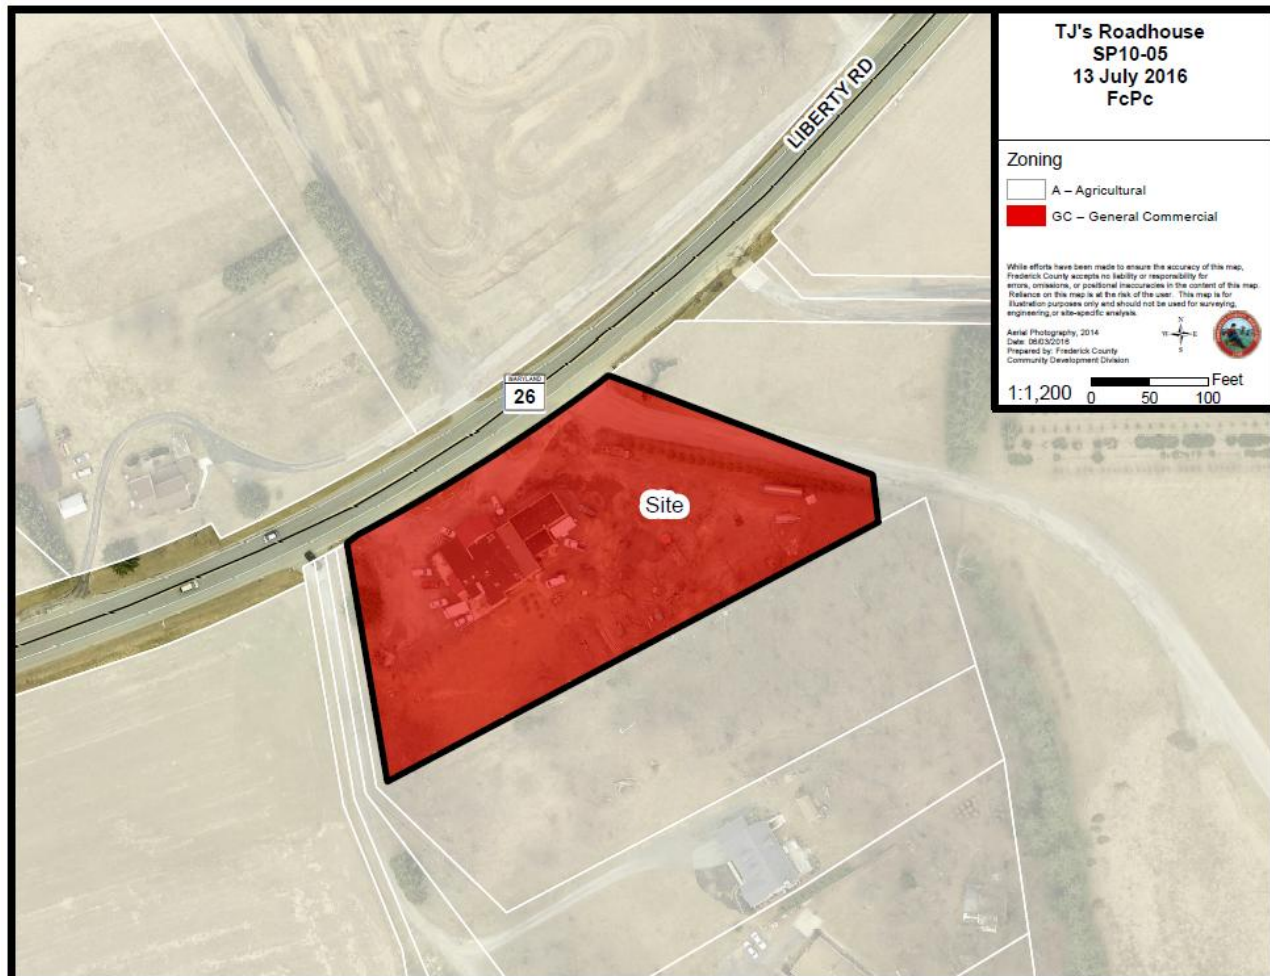 TJ's Roadhouse
SP10-05
13 July 2016
FcPc
Zoning
A – Agricultural
GC – General Commercial
While efforts have been made to ensure the accuracy of this map,
Frederick County accepts no liability or responsibility for
errors, omissions, or positional inaccuracies in the content of this map.
Reliance on this map is at the risk of the user. This map is for
illustration purposes only and should not be used for surveying,
engineering, or site-specific analysis.
Aerial Photography, 2014
Date: 06/03/2016
Prepared by: Frederick County
Community Development Division
N
W E
S
1:1,200
Feet
0 50 100
LIBERTY RD
MARYLAND
26
Site